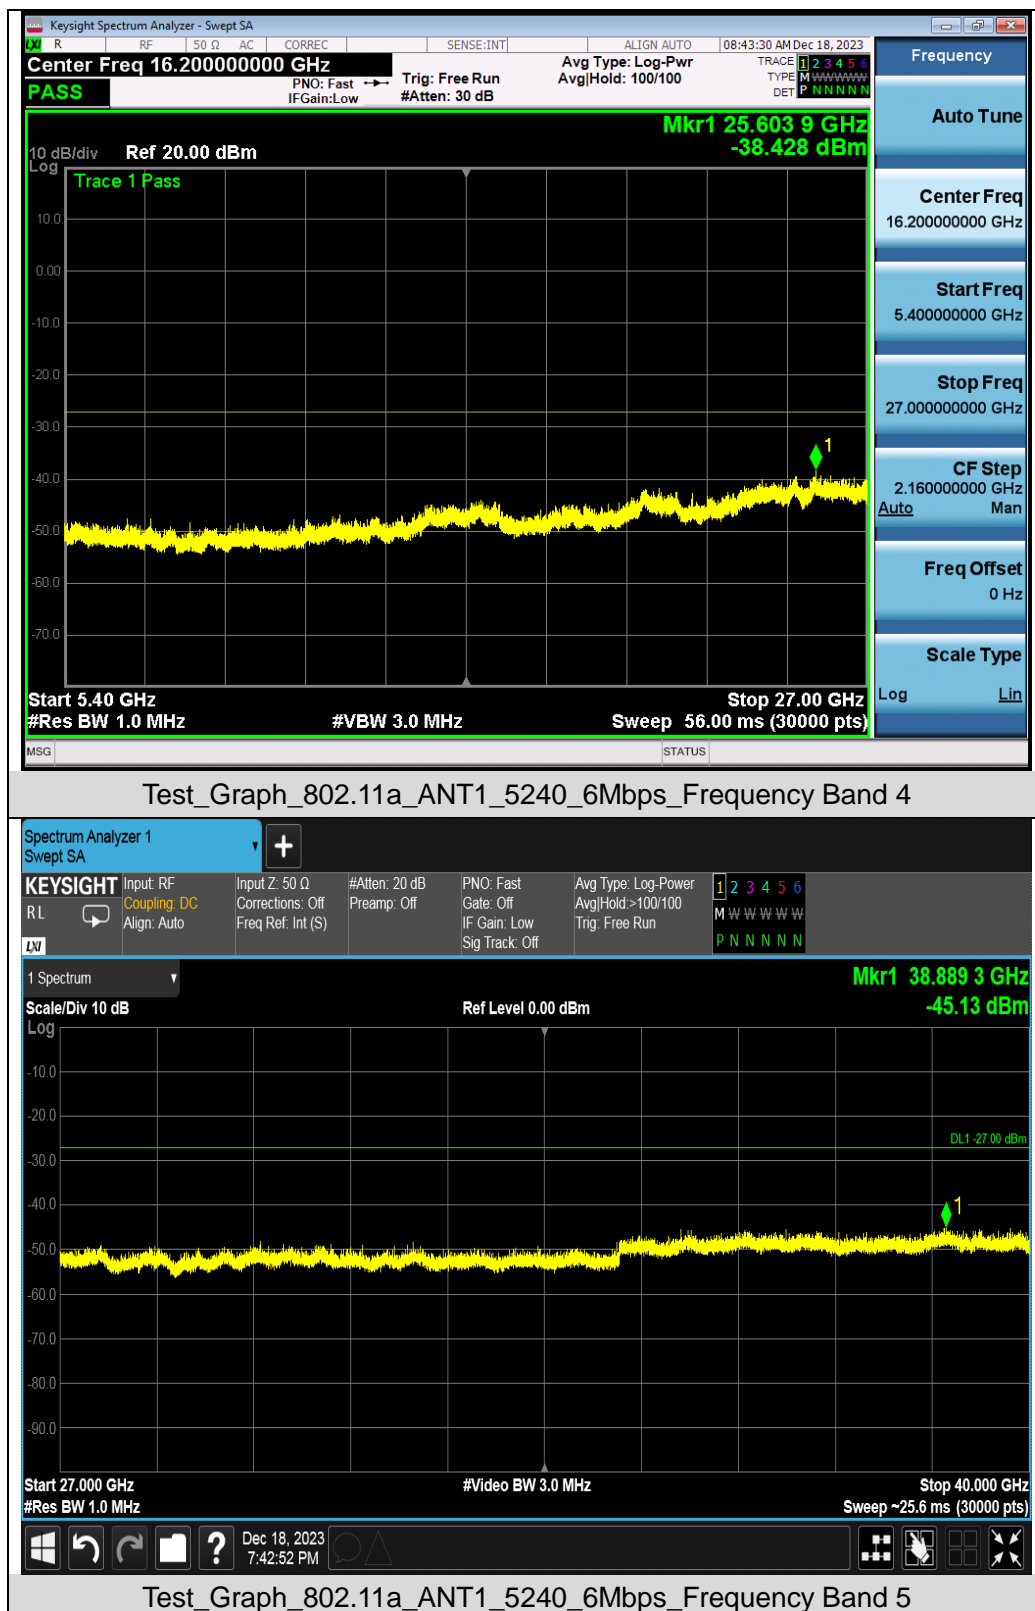 Keysight Spectrum Analyzer - Swept SA
LXI R RF 50 Ω AC CORREC SENSE:INT ALIGN AUTO 08:43:30 AM Dec 18, 2023
Center Freq 16.200000000 GHz
PASS
PNO: Fast
IFGain:Low
Trig: Free Run
#Atten: 30 dB
Avg Type: Log-Pwr
Avg|Hold: 100/100
TRACE 1 2 3 4 5 6
TYPE M W W W W W
DET P N N N N N
Mkr1 25.603 9 GHz
-38.428 dBm
10 dB/div Ref 20.00 dBm
Log
Trace 1 Pass
10.0
0.00
-10.0
-20.0
-30.0
-40.0
-50.0
-60.0
-70.0
1
Start 5.40 GHz Stop 27.00 GHz
#Res BW 1.0 MHz #VBW 3.0 MHz Sweep 56.00 ms (30000 pts)
MSG STATUS
Frequency
Auto Tune
Center Freq
16.200000000 GHz
Start Freq
5.400000000 GHz
Stop Freq
27.000000000 GHz
CF Step
2.160000000 GHz
Auto Man
Freq Offset
0 Hz
Scale Type
Log Lin
Test_Graph_802.11a_ANT1_5240_6Mbps_Frequency Band 4
Spectrum Analyzer 1
Swept SA
+
KEYSIGHT
R L
LXI
Input: RF
Coupling: DC
Align: Auto
Input Z: 50 Ω
Corrections: Off
Freq Ref: Int (S)
#Atten: 20 dB
Preamp: Off
PNO: Fast
Gate: Off
IF Gain: Low
Sig Track: Off
Avg Type: Log-Power
Avg|Hold:>100/100
Trig: Free Run
1 2 3 4 5 6
M W W W W W
P N N N N N
1 Spectrum
Mkr1 38.889 3 GHz
-45.13 dBm
Scale/Div 10 dB Ref Level 0.00 dBm
Log
DL1 -27.00 dBm
-10.0
-20.0
-30.0
-40.0
-50.0
-60.0
-70.0
-80.0
-90.0
1
Start 27.000 GHz #Video BW 3.0 MHz Stop 40.000 GHz
#Res BW 1.0 MHz Sweep ~25.6 ms (30000 pts)
?
Dec 18, 2023
7:42:52 PM
Test_Graph_802.11a_ANT1_5240_6Mbps_Frequency Band 5